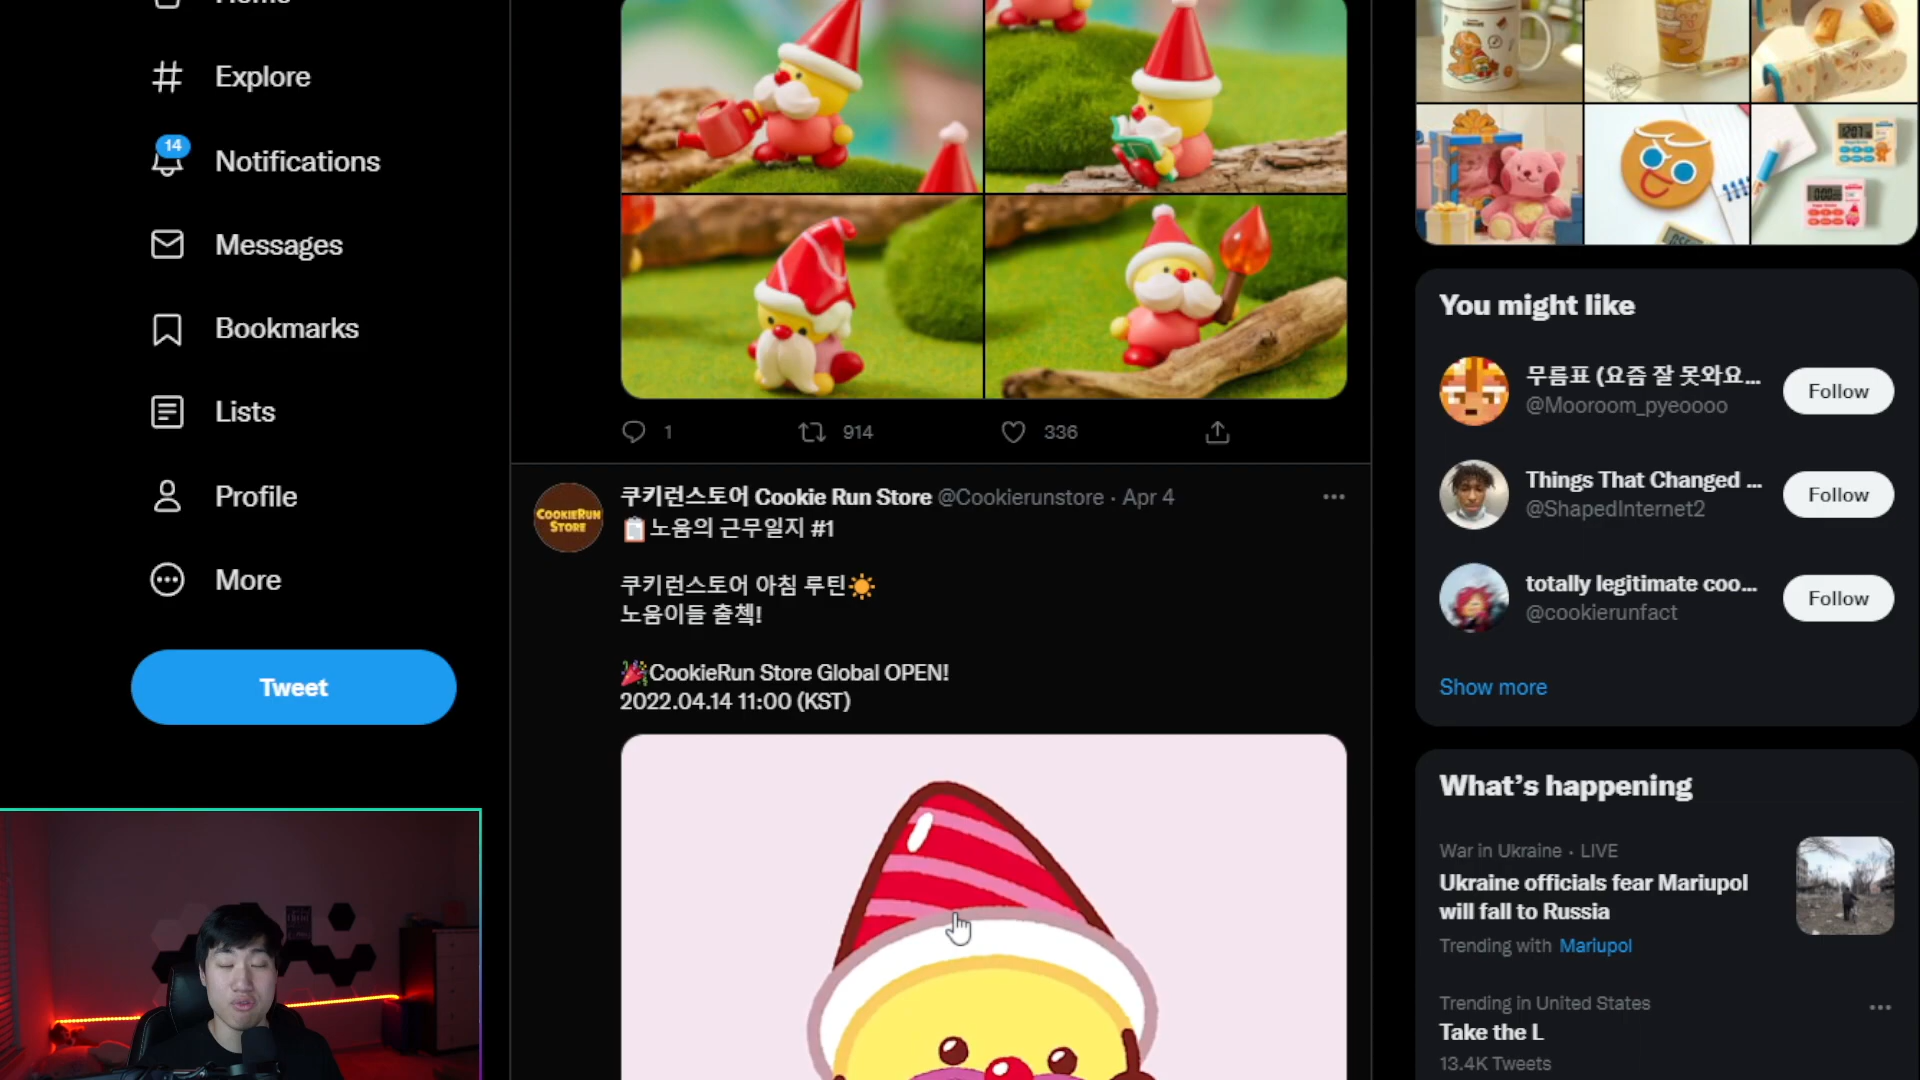 Home
Explore
14
Notifications
Messages
Bookmarks
Lists
Profile
More
Tweet
1
914
336
COOKIERUN
STORE
쿠키런스토어 Cookie Run Store @Cookierunstore · Apr 4
📋노움의 근무일지 #1
쿠키런스토어 아침 루틴☀️
노움이들 출첵!
🎉CookieRun Store Global OPEN!
2022.04.14 11:00 (KST)
You might like
무름표 (요즘 잘 못와요...
@Mooroom_pyeoooo
Follow
Things That Changed ...
@ShapedInternet2
Follow
totally legitimate coo...
@cookierunfact
Follow
Show more
What's happening
War in Ukraine · LIVE
Ukraine officials fear Mariupol
will fall to Russia
Trending with Mariupol
Trending in United States
Take the L
13.4K Tweets